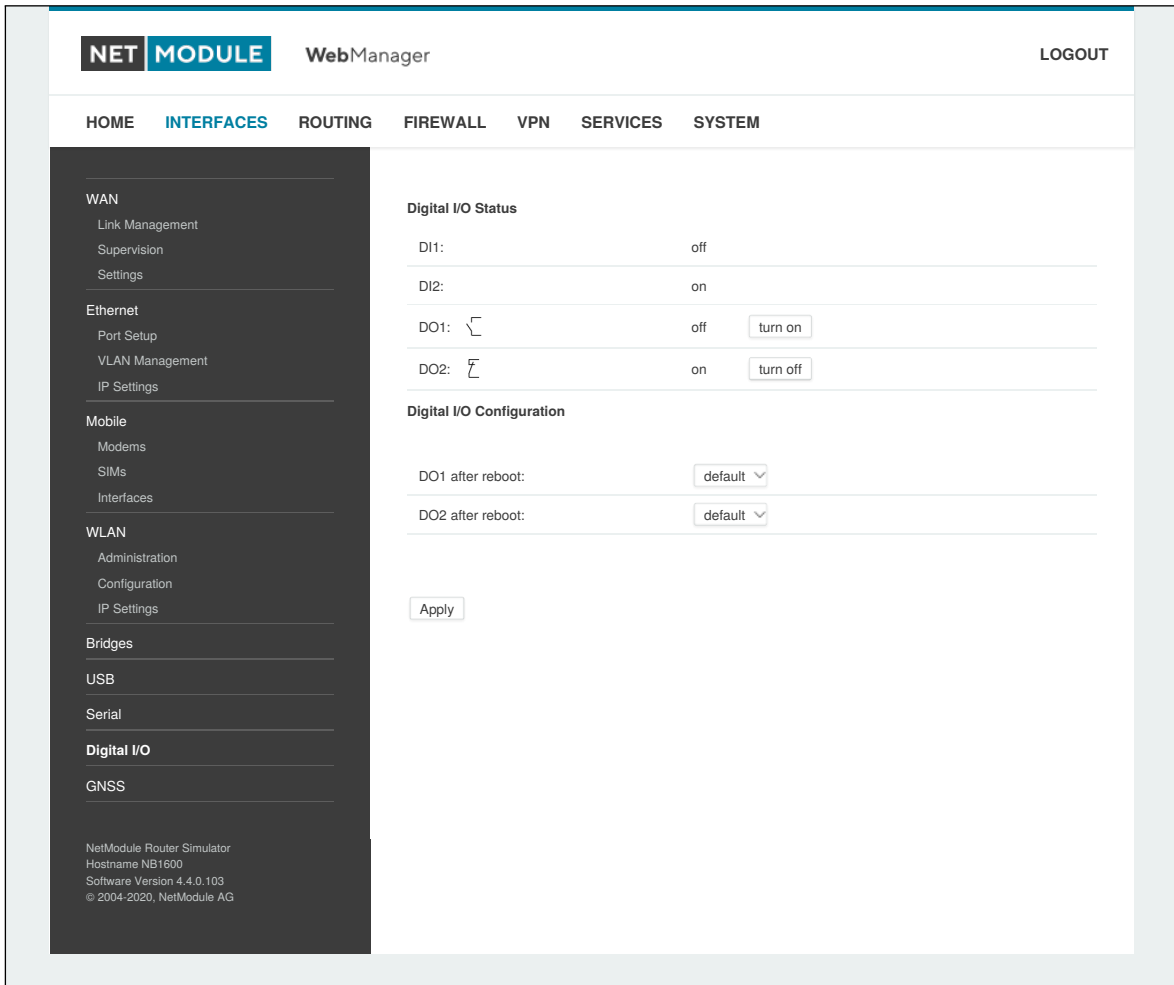 NET MODULE WebManager LOGOUT
HOME INTERFACES ROUTING FIREWALL VPN SERVICES SYSTEM
WAN
Link Management
Supervision
Settings
Ethernet
Port Setup
VLAN Management
IP Settings
Mobile
Modems
SIMs
Interfaces
WLAN
Administration
Configuration
IP Settings
Bridges
USB
Serial
Digital I/O
GNSS
NetModule Router Simulator
Hostname NB1600
Software Version 4.4.0.103
© 2004-2020, NetModule AG
Digital I/O Status
DI1: off
DI2: on
DO1: off turn on
DO2: on turn off
Digital I/O Configuration
DO1 after reboot: default
DO2 after reboot: default
Apply